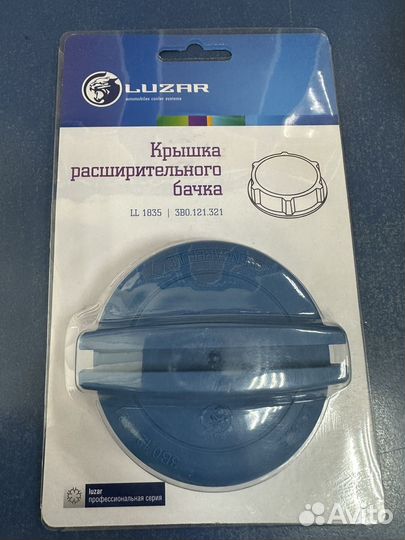 LUZAR
automobiles cooler systems
Крышка
расширительного
бачка
LL 1835 | 3B0.121.321
luzar
профессиональная серия
Avito